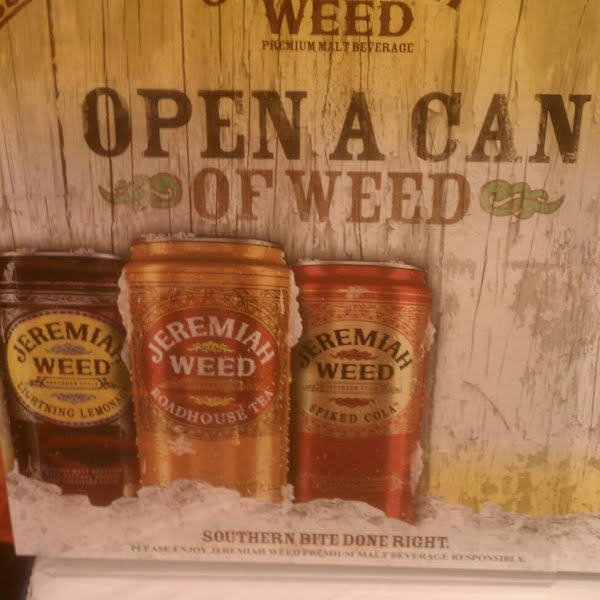 WEED
PREMIUM MALT BEVERAGE
OPEN A CAN
OF WEED
JEREMIAH
WEED
LIGHTNING LEMONA
JEREMIAH
WEED
ROADHOUSE TEA
JEREMIAH
WEED
SPIKED COLA
SOUTHERN BITE DONE RIGHT.
PLEASE ENJOY JEREMIAH WEED PREMIUM MALT BEVERAGE RESPONSIBLY.